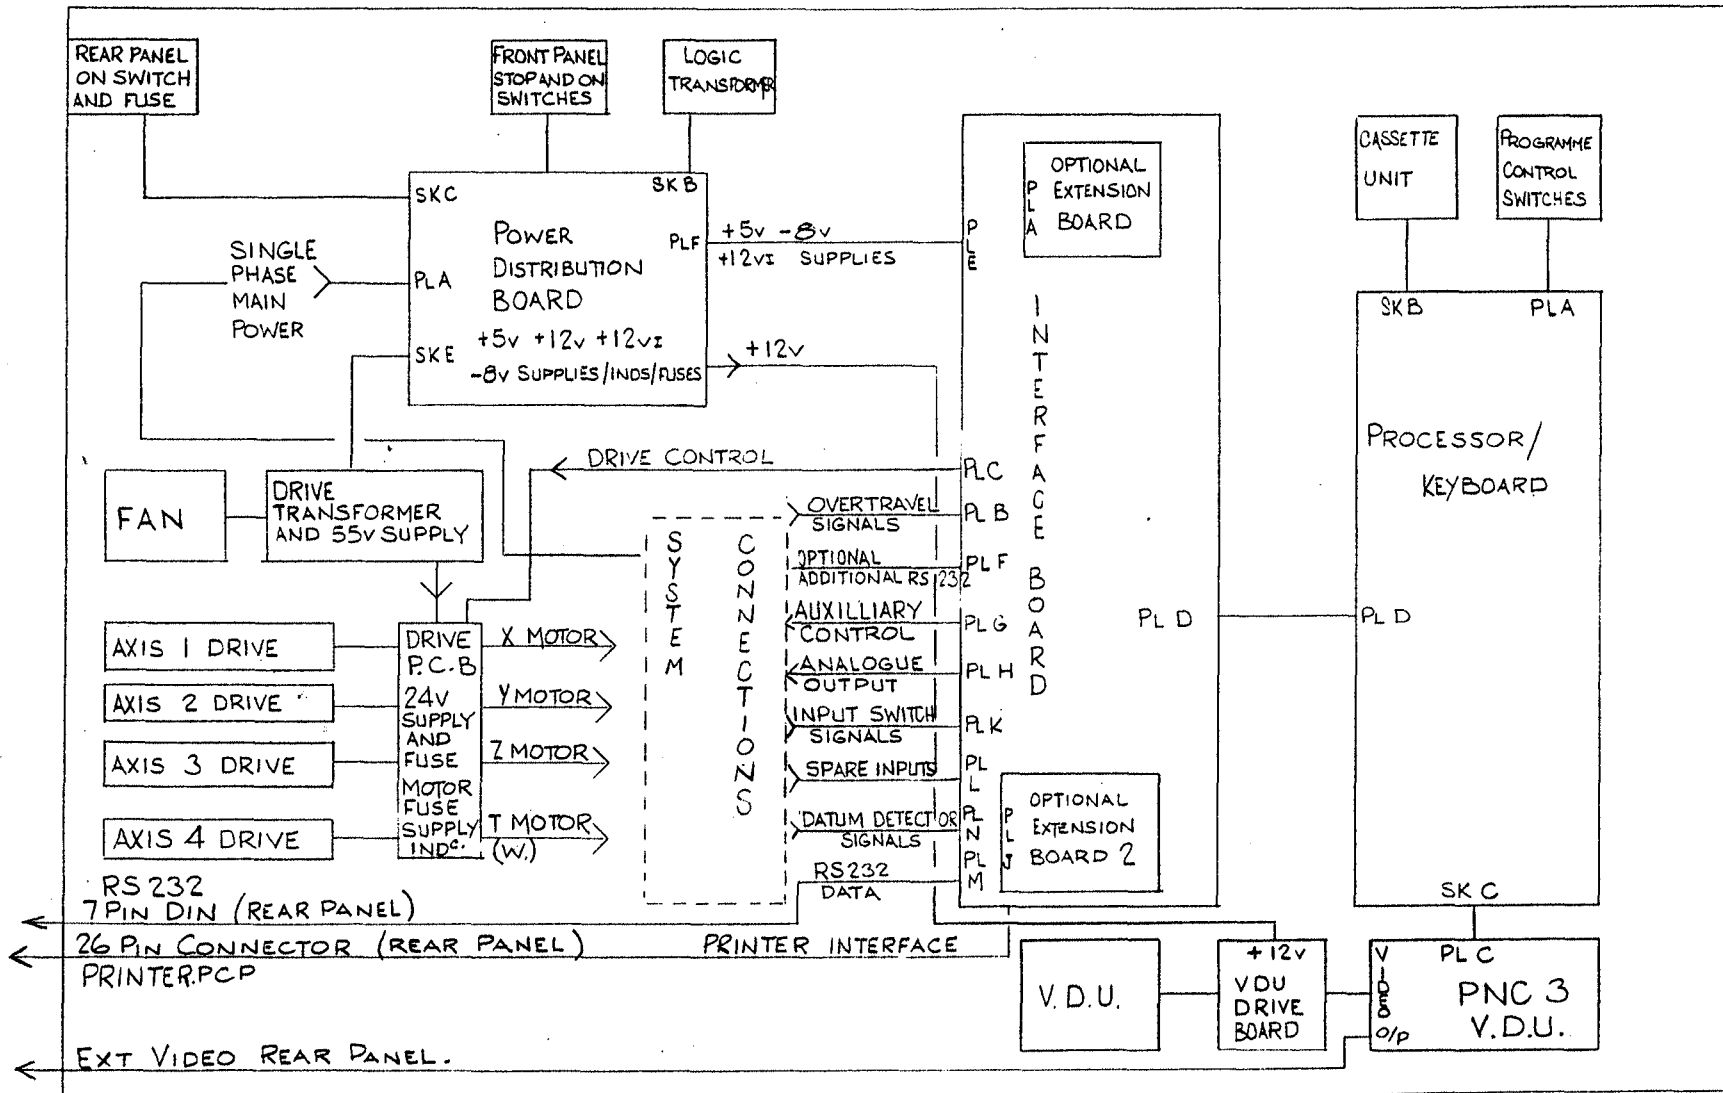 REAR PANEL
ON SWITCH
AND FUSE
FRONT PANEL
STOP AND ON
SWITCHES
LOGIC
TRANSFORMER
SKC
SKB
POWER
DISTRIBUTION
BOARD
PLF
PLA
SKE
+5v +12v +12vI
-8v SUPPLIES/INDS/FUSES
SINGLE
PHASE
MAIN
POWER
+5v -8v
+12vI SUPPLIES
+12v
OPTIONAL
EXTENSION
BOARD
PLA
PLE
INTERFACE BOARD
CASSETTE
UNIT
PROGRAMME
CONTROL
SWITCHES
SKB
PLA
PROCESSOR/
KEYBOARD
FAN
DRIVE
TRANSFORMER
AND 55v SUPPLY
DRIVE CONTROL
PLC
OVERTRAVEL
SIGNALS
PL B
OPTIONAL
ADDITIONAL RS 232
PL F
AUXILLIARY
CONTROL
PL G
ANALOGUE
OUTPUT
PL H
INPUT SWITCH
SIGNALS
PL K
SPARE INPUTS
PL
L
DATUM DETECTOR
SIGNALS
PL
N
RS232
DATA
PL
M
PL D
PL D
SYSTEM
CONNECTIONS
AXIS 1 DRIVE
AXIS 2 DRIVE
AXIS 3 DRIVE
AXIS 4 DRIVE
DRIVE
P.C.B
24v
SUPPLY
AND
FUSE
MOTOR
FUSE
SUPPLY
INDC.
X MOTOR
Y MOTOR
Z MOTOR
T MOTOR
(W.)
OPTIONAL
EXTENSION
BOARD 2
PLJ
SKC
RS 232
7 PIN DIN (REAR PANEL)
26 PIN CONNECTOR (REAR PANEL)
PRINTER INTERFACE
PRINTER.PCP
V.D.U.
+12v
VDU
DRIVE
BOARD
VIDEO
O/P
PLC
PNC 3
V.D.U.
EXT VIDEO REAR PANEL.